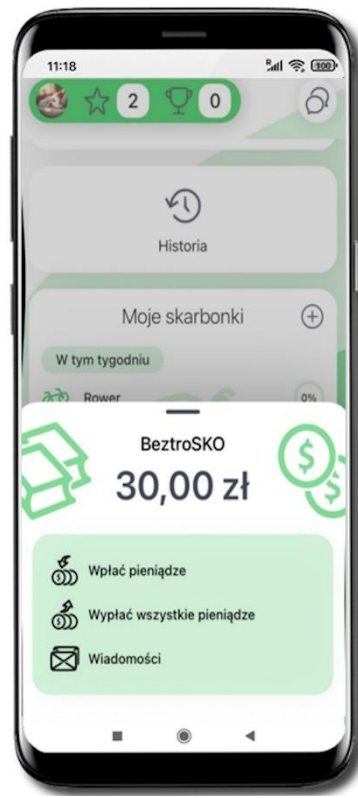 11:18
R
100
2
0
Historia
Moje skarbonki
W tym tygodniu
Rower
0%
BeztroSKO
30,00 zł
$
$
Wpłać pieniądze
Wypłać wszystkie pieniądze
Wiadomości